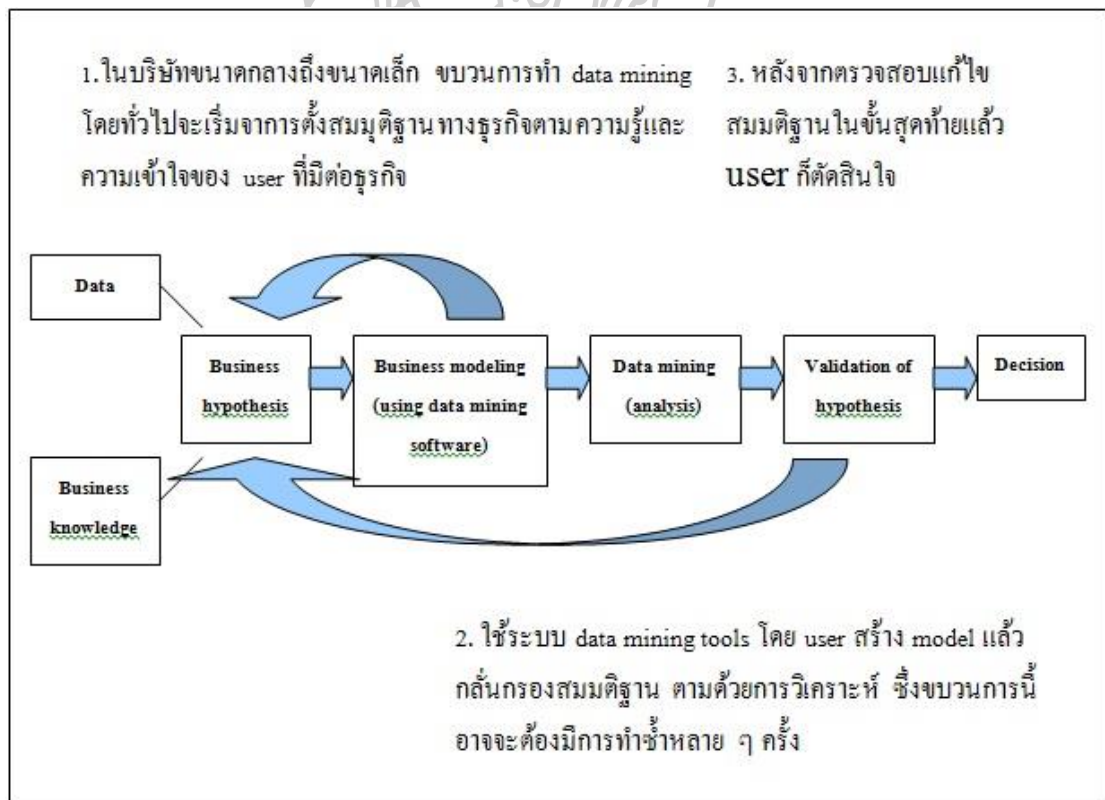 1.ในบริษัทขนาดกลางถึงขนาดเล็ก ขบวนการทำ data mining
โดยทั่วไปจะเริ่มจาการตั้งสมมุติฐานทางธุรกิจตามความรู้และ
ความเข้าใจของ user ที่มีต่อธุรกิจ
3. หลังจากตรวจสอบแก้ไข
สมมติฐานในขั้นสุดท้ายแล้ว
user ก็ตัดสินใจ
Data
Business
hypothesis
Business modeling
(using data mining
software)
Data mining
(analysis)
Validation of
hypothesis
Decision
Business
knowledge
2. ใช้ระบบ data mining tools โดย user สร้าง model แล้ว
กลั่นกรองสมมติฐาน ตามด้วยการวิเคราะห์ ซึ่งขบวนการนี้
อาจจะต้องมีการทำซ้ำหลาย ๆ ครั้ง